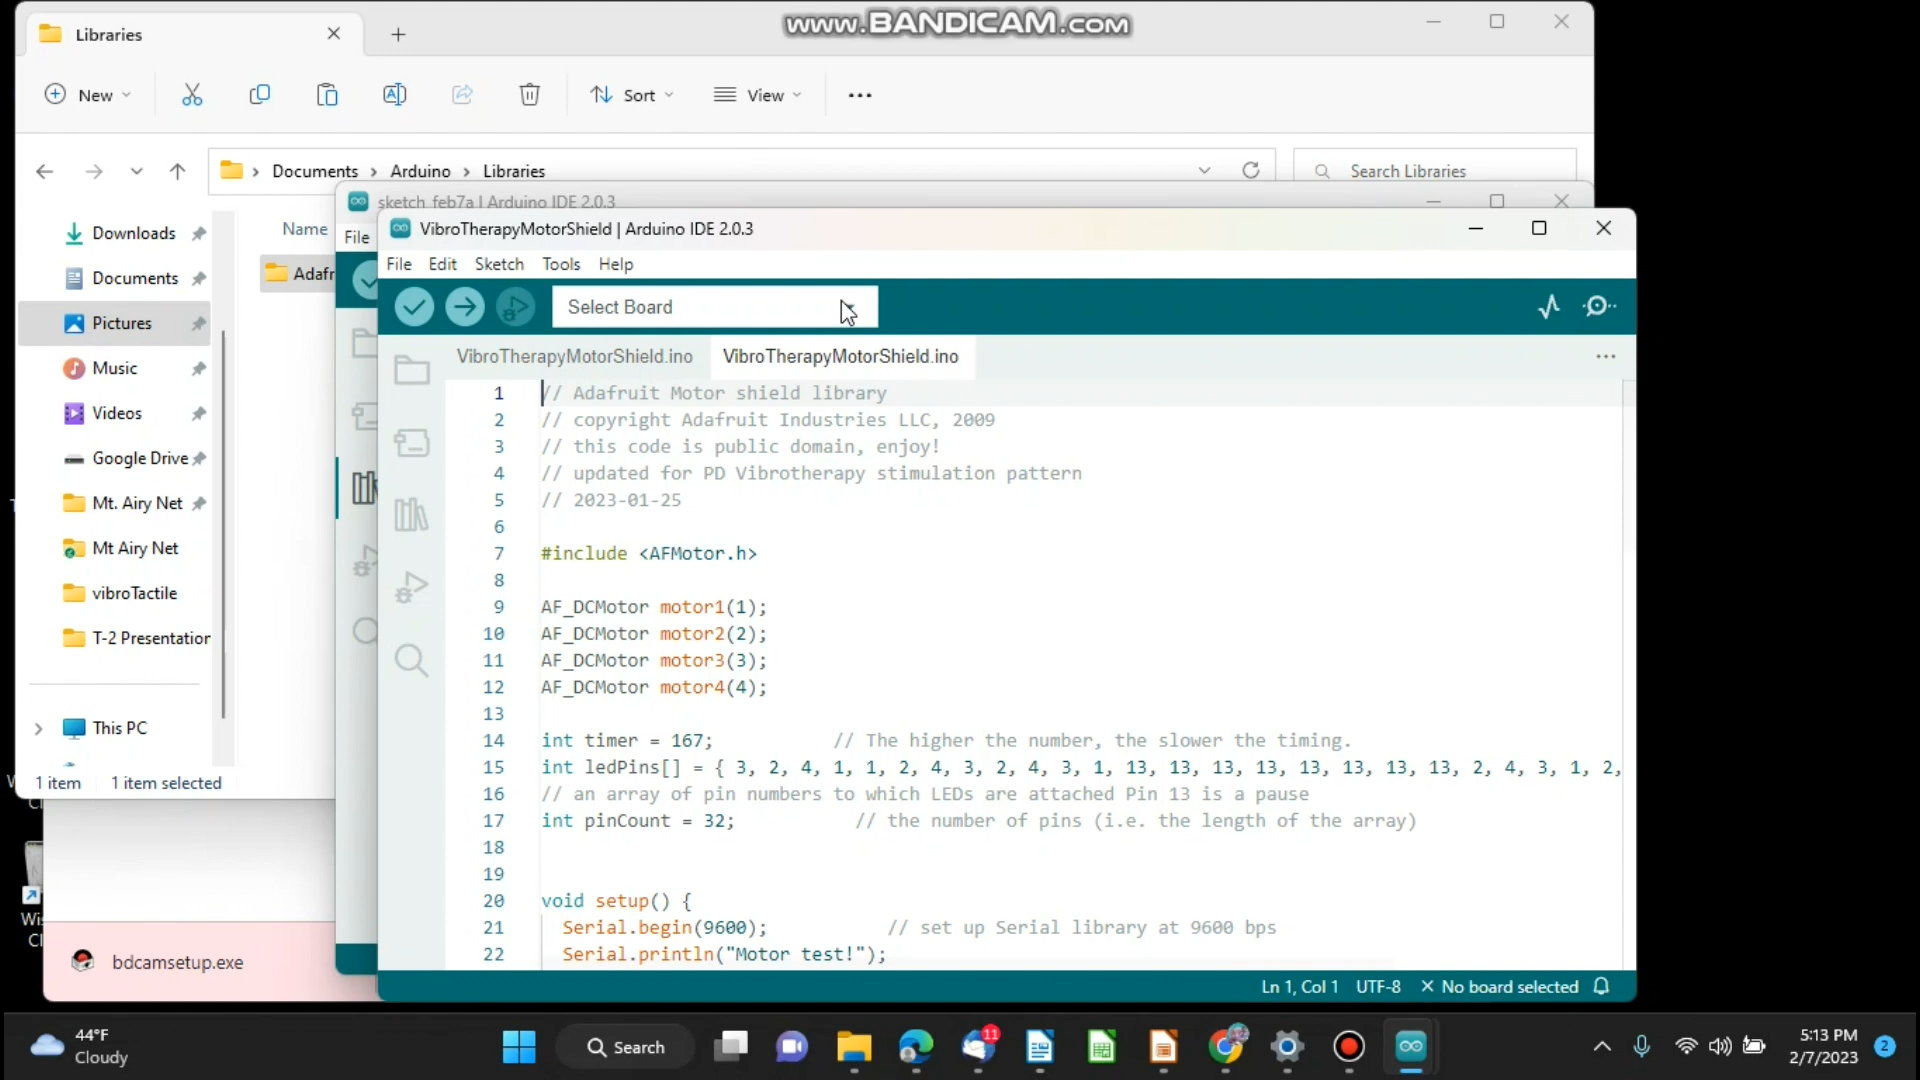 Libraries
www.BANDICAM.com
New
Sort
View
Documents > Arduino > Libraries
Search Libraries
Name
Downloads
Documents
Pictures
Music
Videos
Google Drive
Mt. Airy Net
Mt Airy Net
vibroTactile
T-2 Presentation
This PC
1 item
1 item selected
Adafr
bdcamsetup.exe
sketch_feb7a | Arduino IDE 2.0.3
File
VibroTherapyMotorShield | Arduino IDE 2.0.3
File Edit Sketch Tools Help
Select Board
VibroTherapyMotorShield.ino
VibroTherapyMotorShield.ino
1 // Adafruit Motor shield library
2 // copyright Adafruit Industries LLC, 2009
3 // this code is public domain, enjoy!
4 // updated for PD Vibrotherapy stimulation pattern
5 // 2023-01-25
6
7 #include <AFMotor.h>
8
9 AF_DCMotor motor1(1);
10 AF_DCMotor motor2(2);
11 AF_DCMotor motor3(3);
12 AF_DCMotor motor4(4);
13
14 int timer = 167; // The higher the number, the slower the timing.
15 int ledPins[] = { 3, 2, 4, 1, 1, 2, 4, 3, 2, 4, 3, 1, 13, 13, 13, 13, 13, 13, 13, 13, 2, 4, 3, 1, 2,
16 // an array of pin numbers to which LEDs are attached Pin 13 is a pause
17 int pinCount = 32; // the number of pins (i.e. the length of the array)
18
19
20 void setup() {
21 Serial.begin(9600); // set up Serial library at 9600 bps
22 Serial.println("Motor test!");
Ln 1, Col 1 UTF-8 No board selected
44°F
Cloudy
Search
11
5:13 PM
2/7/2023
2